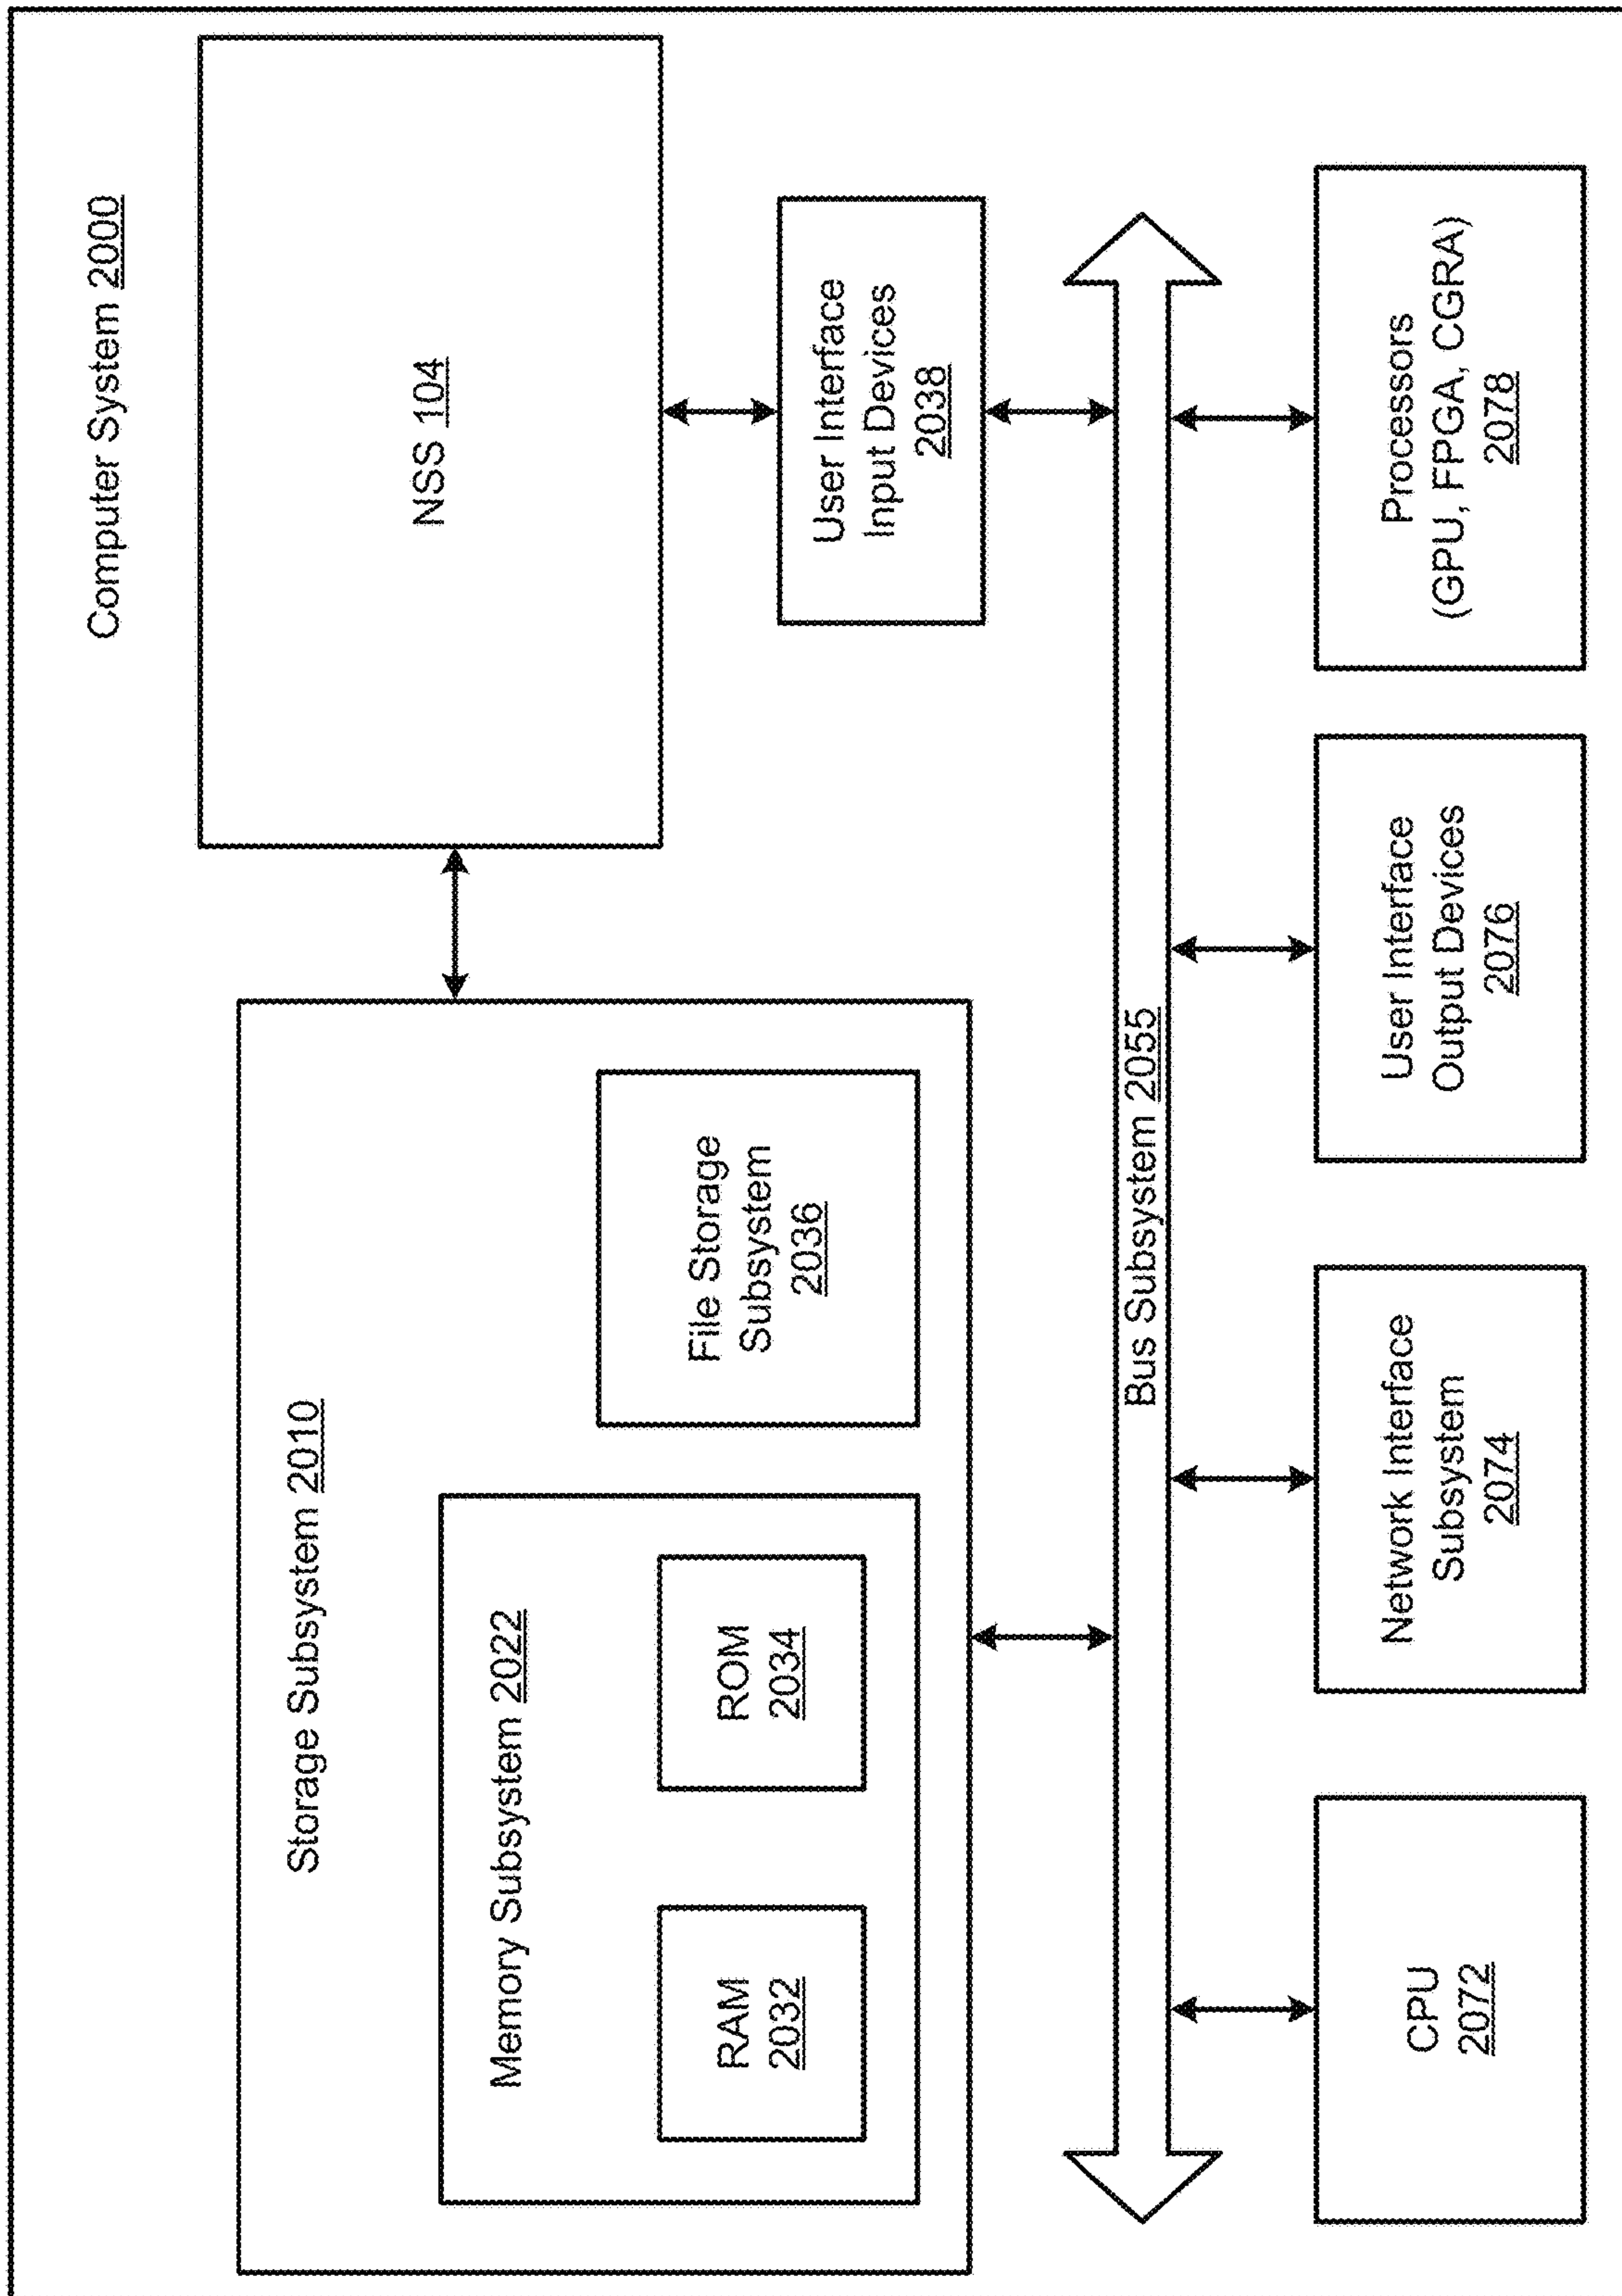 Computer System 2000
Storage Subsystem 2010
NSS 104
Memory Subsystem 2022
RAM
2032
ROM
2034
File Storage
Subsystem
2036
User Interface
Input Devices
2038
Bus Subsystem 2055
CPU
2072
Network Interface
Subsystem
2074
User Interface
Output Devices
2076
Processors
(GPU, FPGA, CGRA)
2078